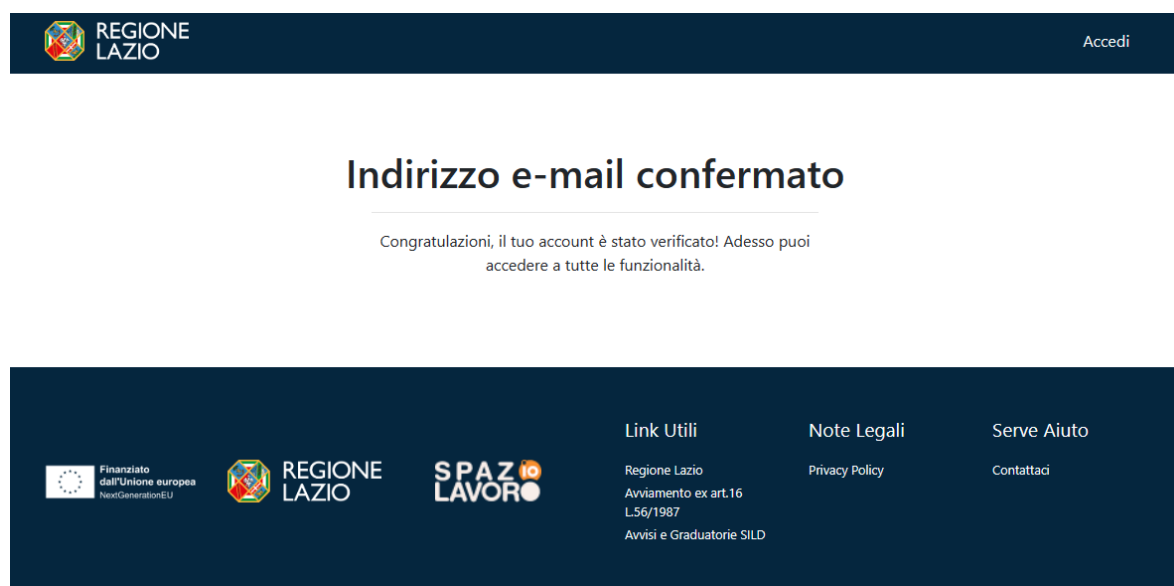 REGIONE
LAZIO
Accedi
Indirizzo e-mail confermato
Congratulazioni, il tuo account è stato verificato! Adesso puoi
accedere a tutte le funzionalità.
Finanziato
dall'Unione europea
NextGenerationEU
REGIONE
LAZIO
SPAZIO
LAVORO
Link Utili
Regione Lazio
Avviamento ex art.16
L.56/1987
Avvisi e Graduatorie SILD
Note Legali
Privacy Policy
Serve Aiuto
Contattaci